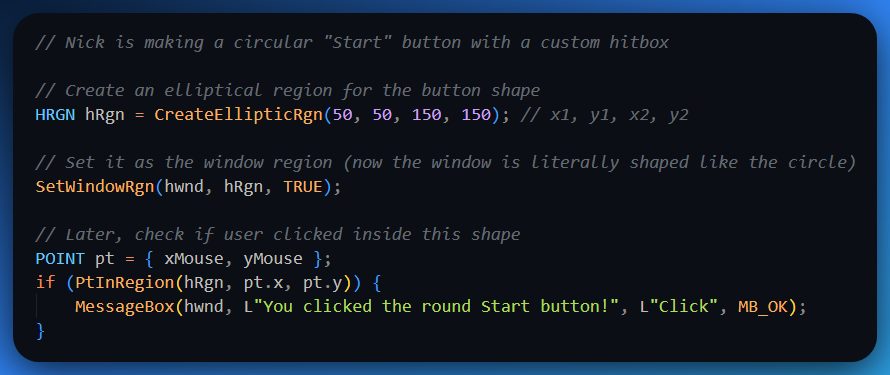 // Nick is making a circular "Start" button with a custom hitbox
// Create an elliptical region for the button shape
HRGN hRgn = CreateEllipticRgn(50, 50, 150, 150); // x1, y1, x2, y2
// Set it as the window region (now the window is literally shaped like the circle)
SetWindowRgn(hwnd, hRgn, TRUE);
// Later, check if user clicked inside this shape
POINT pt = { xMouse, yMouse };
if (PtInRegion(hRgn, pt.x, pt.y)) {
    MessageBox(hwnd, L"You clicked the round Start button!", L"Click", MB_OK);
}